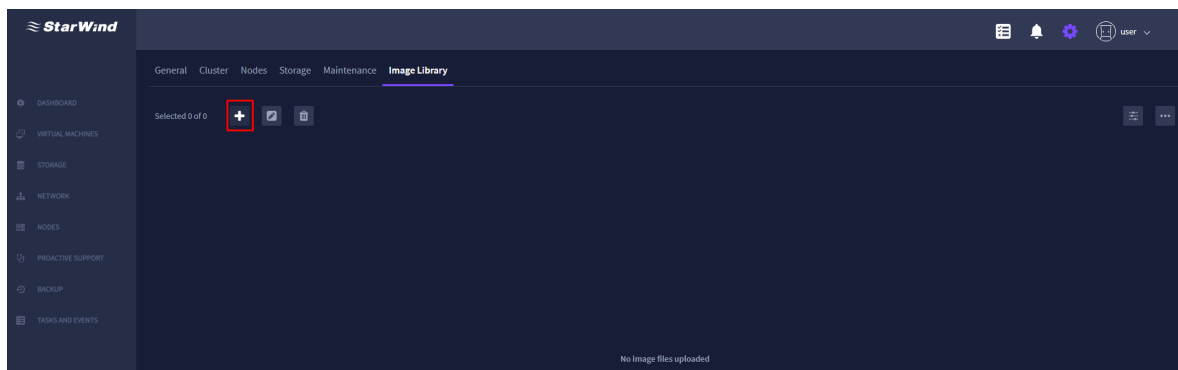 StarWind
user
General Cluster Nodes Storage Maintenance Image Library
Selected 0 of 0
DASHBOARD
VIRTUAL MACHINES
STORAGE
NETWORK
NODES
PROACTIVE SUPPORT
BACKUP
TASKS AND EVENTS
No image files uploaded